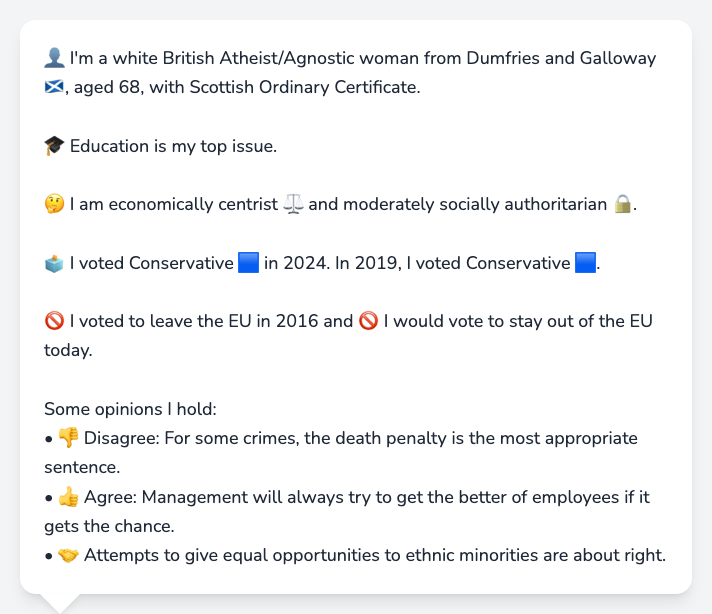 👤 I'm a white British Atheist/Agnostic woman from Dumfries and Galloway
🏴󠁧󠁢󠁳󠁣󠁴󠁿, aged 68, with Scottish Ordinary Certificate.
🎓 Education is my top issue.
🤔 I am economically centrist ⚖️ and moderately socially authoritarian 🔒.
🗳️ I voted Conservative 🟦 in 2024. In 2019, I voted Conservative 🟦.
🚫 I voted to leave the EU in 2016 and 🚫 I would vote to stay out of the EU
today.
Some opinions I hold:
• 👎 Disagree: For some crimes, the death penalty is the most appropriate
sentence.
• 👍 Agree: Management will always try to get the better of employees if it
gets the chance.
• 🤝 Attempts to give equal opportunities to ethnic minorities are about right.